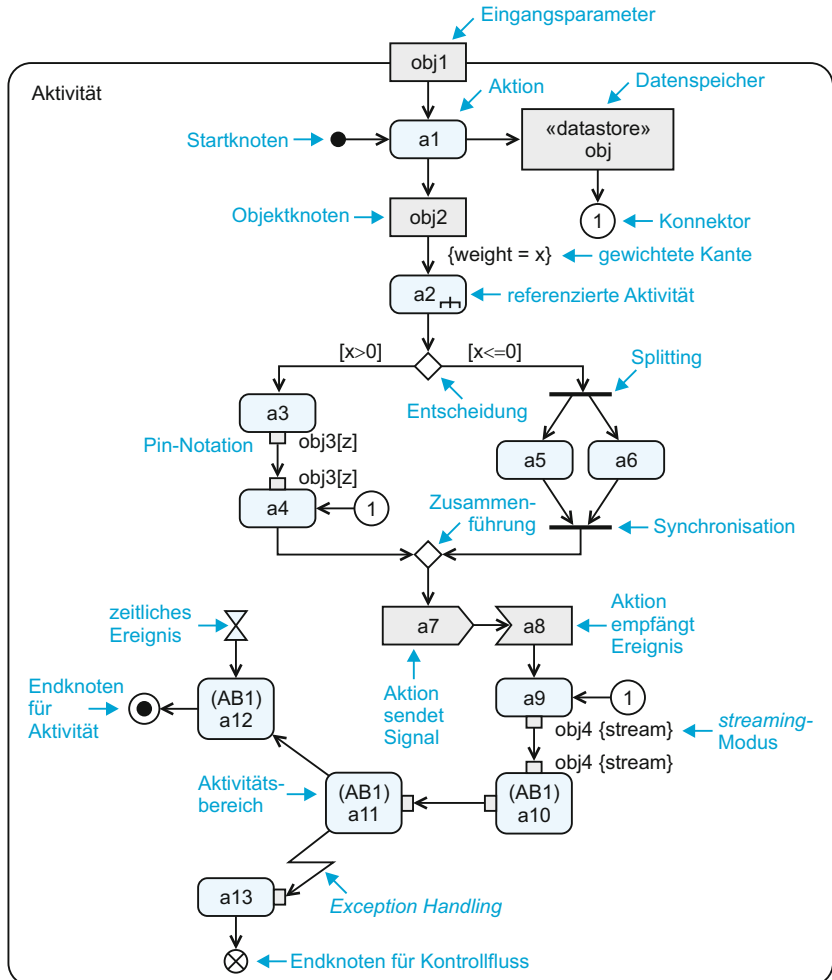 Eingangsparameter
obj1
Aktivität
Aktion
Datenspeicher
Startknoten
a1
«datastore»
obj
Objektknoten
obj2
1
Konnektor
{weight = x}
gewichtete Kante
a2
referenzierte Aktivität
[x>0]
[x<=0]
Splitting
Entscheidung
a3
Pin-Notation
obj3[z]
a5
a6
obj3[z]
a4
1
Zusammen-
führung
Synchronisation
zeitliches
Ereignis
a7
a8
Aktion
empfängt
Ereignis
Endknoten
für
Aktivität
(AB1)
a12
Aktion
sendet
Signal
a9
1
obj4 {stream}
streaming-
Modus
obj4 {stream}
Aktivitäts-
bereich
(AB1)
a11
(AB1)
a10
a13
Exception Handling
Endknoten für Kontrollfluss